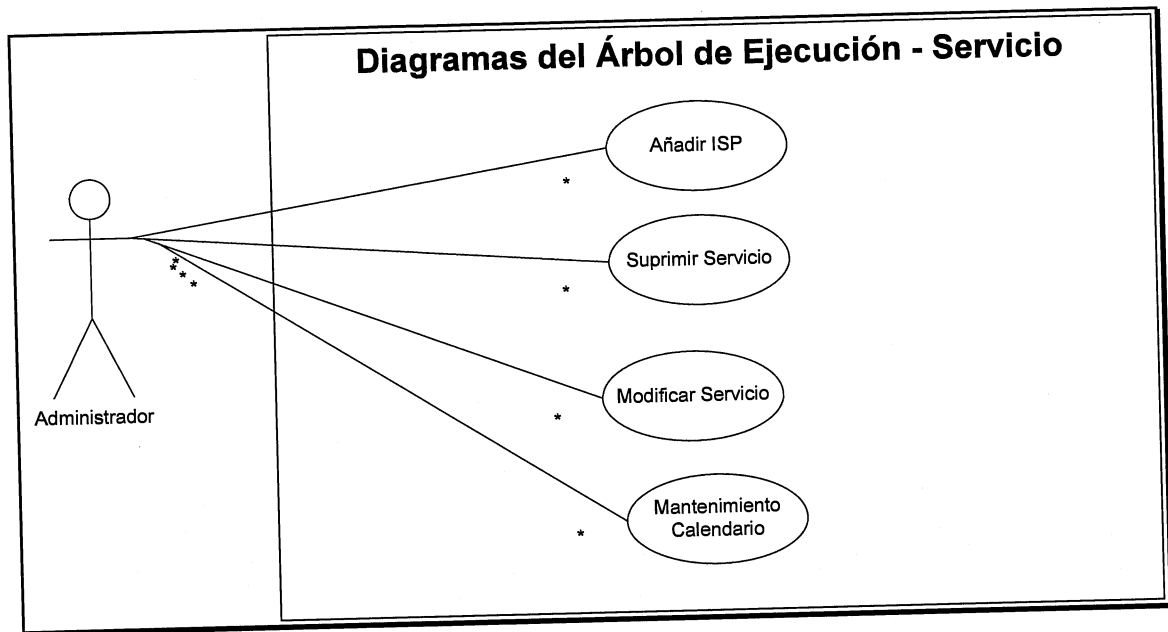 Diagramas del Árbol de Ejecución - Servicio
Añadir ISP
*
Suprimir Servicio
*
*
*
*
*
Modificar Servicio
*
Administrador
Mantenimiento
Calendario
*